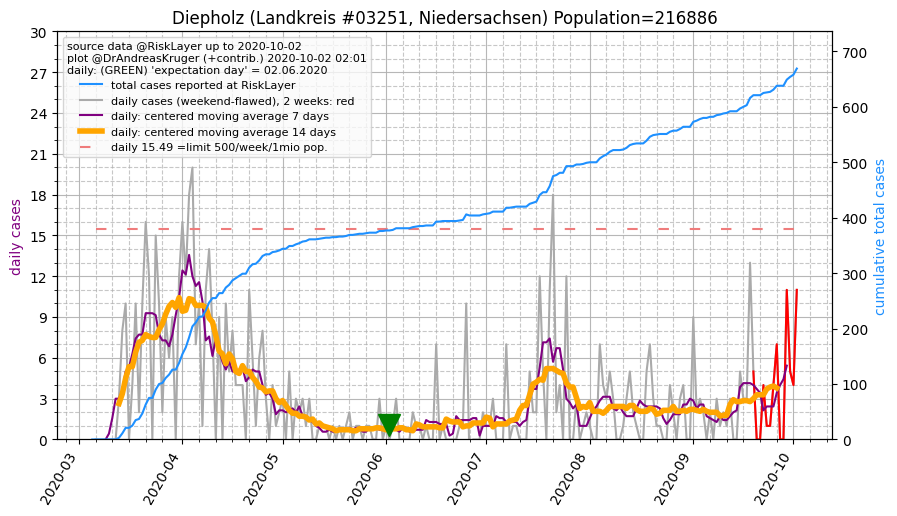 Diepholz (Landkreis #03251, Niedersachsen) Population=216886
source data @RiskLayer up to 2020-10-02
plot @DrAndreasKruger (+contrib.) 2020-10-02 02:01
daily: (GREEN) 'expectation day' = 02.06.2020
total cases reported at RiskLayer
daily cases (weekend-flawed), 2 weeks: red
daily: centered moving average 7 days
daily: centered moving average 14 days
daily 15.49 =limit 500/week/1mio pop.
daily cases
30
27
24
21
18
15
12
9
6
3
0
700
600
500
400
300
200
100
0
cumulative total cases
2020-03
2020-04
2020-05
2020-06
2020-07
2020-08
2020-09
2020-10